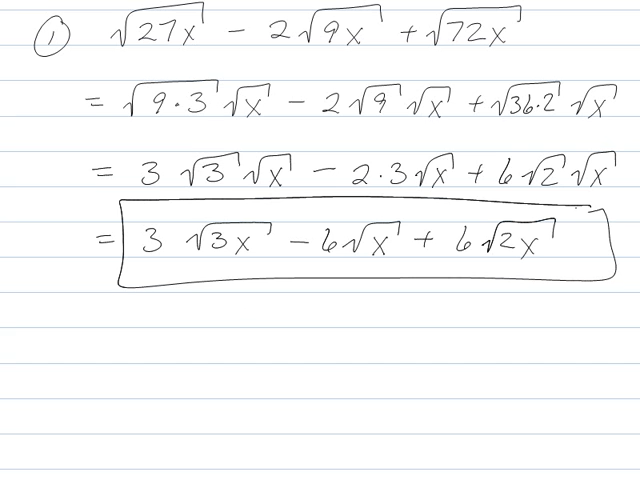 ① √27x - 2√9x + √72x
= √9·3 √x - 2√9 √x + √36·2 √x
= 3 √3 √x - 2·3√x + 6√2 √x
= 3 √3x - 6√x + 6√2x